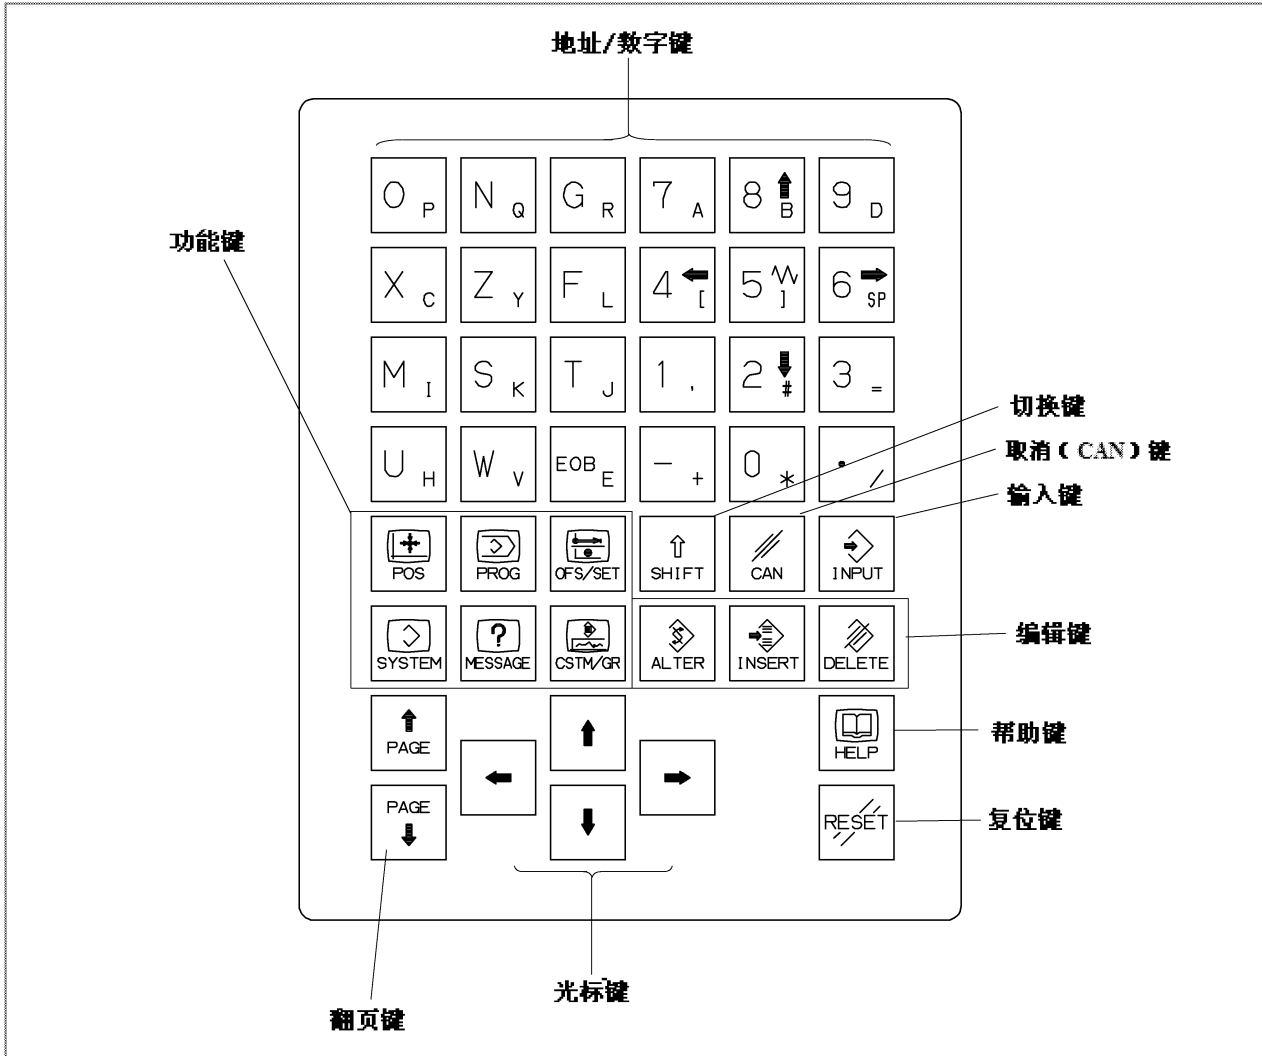 地址/数字键
O P N Q G R 7 A 8 B 9 D
功能键
X C Z Y F L 4 [ 5 ] 6 SP
M I S K T J 1 , 2 # 3 =
切换键
U H W V EOB E - + 0 * . /
取消(CAN)键
输入键
POS PROG OFS/SET SHIFT CAN INPUT
SYSTEM MESSAGE CSTM/GR ALTER INSERT DELETE
编辑键
PAGE HELP
帮助键
PAGE RESET
复位键
光标键
翻页键